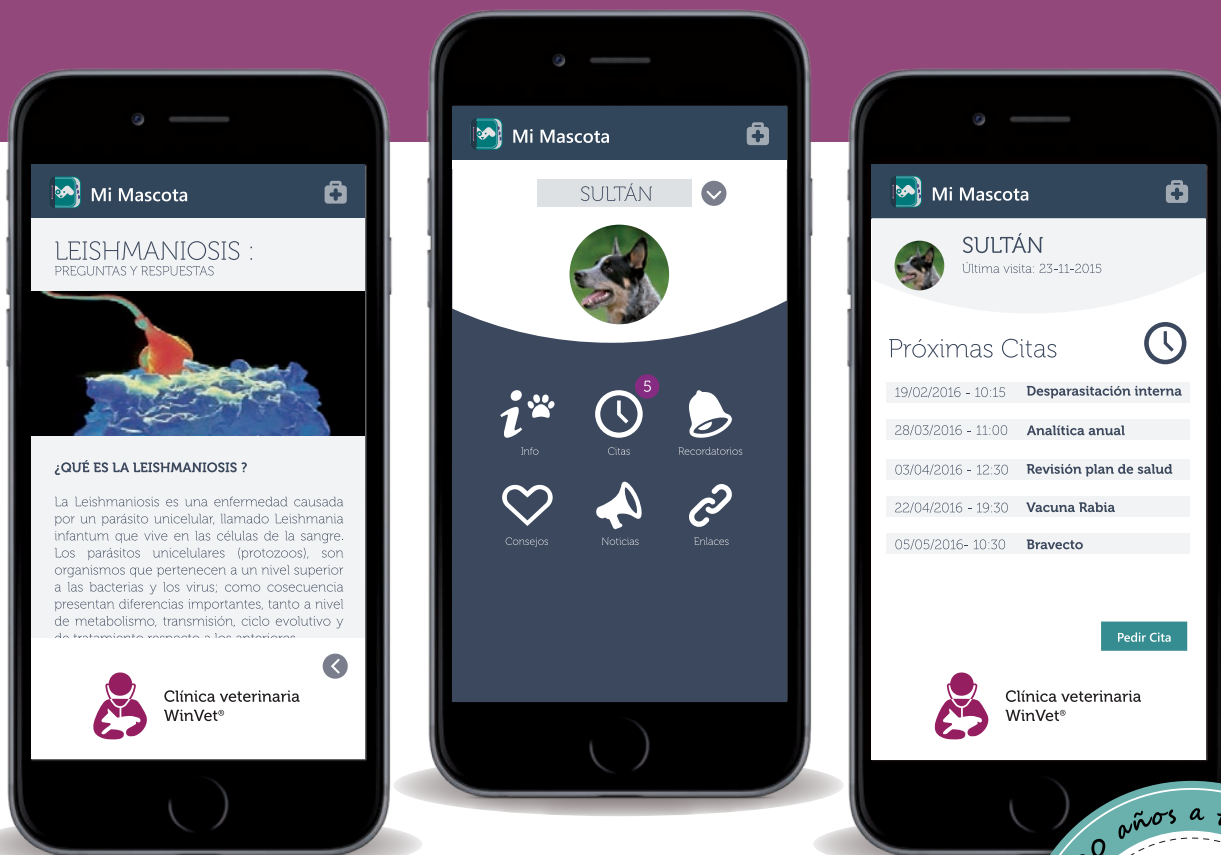 Mi Mascota
LEISHMANIOSIS :
PREGUNTAS Y RESPUESTAS
¿QUÉ ES LA LEISHMANIOSIS ?
La Leishmaniosis es una enfermedad causada
por un parásito unicelular, llamado Leishmania
infantum que vive en las células de la sangre.
Los parásitos unicelulares (protozoos), son
organismos que pertenecen a un nivel superior
a las bacterias y los virus; como cosecuencia
presentan diferencias importantes, tanto a nivel
de metabolismo, transmisión, ciclo evolutivo y
de tratamiento respecto a los anteriores
Clínica veterinaria
WinVet®
Mi Mascota
SULTÁN
5
Info
Citas
Recordatorios
Consejos
Noticias
Enlaces
Mi Mascota
SULTÁN
Última visita: 23-11-2015
Próximas Citas
19/02/2016 - 10:15 Desparasitación interna
28/03/2016 - 11:00 Analítica anual
03/04/2016 - 12:30 Revisión plan de salud
22/04/2016 - 19:30 Vacuna Rabia
05/05/2016- 10:30 Bravecto
Pedir Cita
Clínica veterinaria
WinVet®
años a